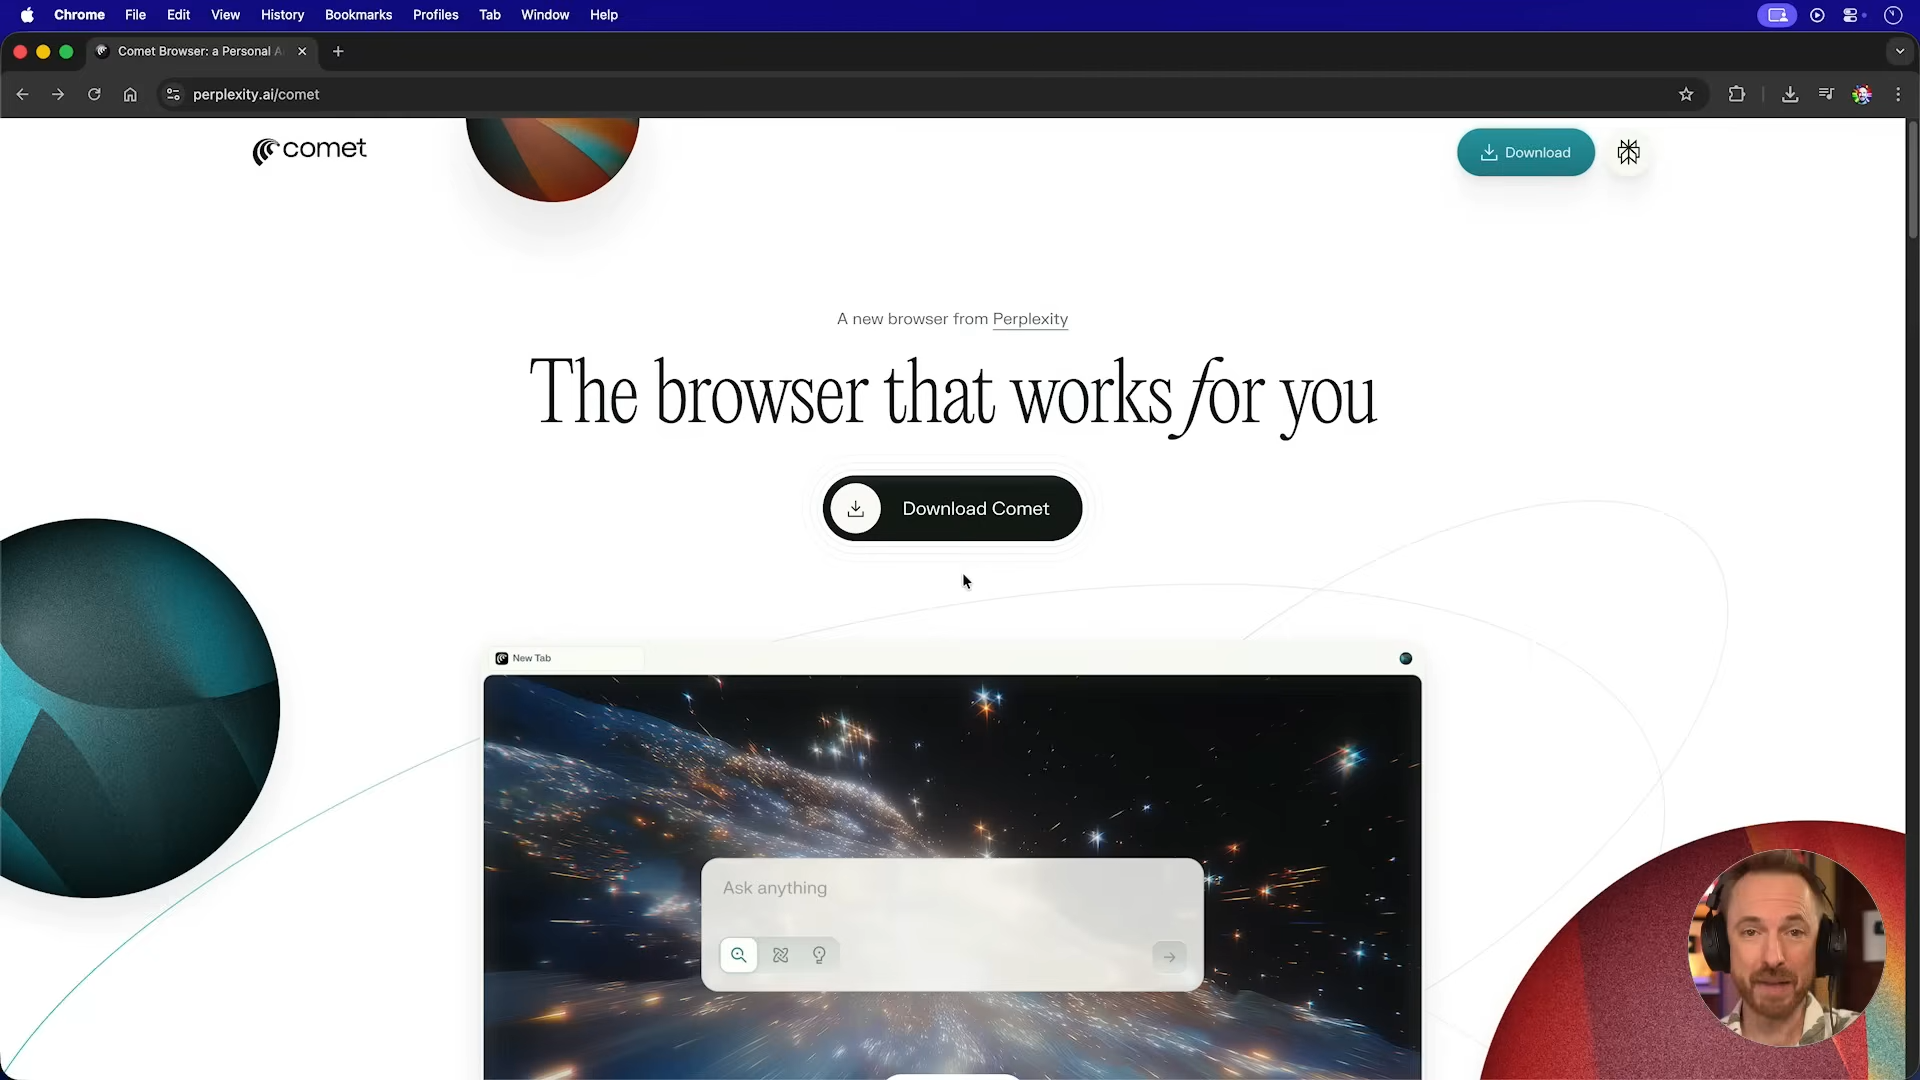 Chrome File Edit View History Bookmarks Profiles Tab Window Help
Comet Browser: a Personal A
perplexity.ai/comet
comet
Download
A new browser from Perplexity
The browser that works for you
Download Comet
New Tab
Ask anything